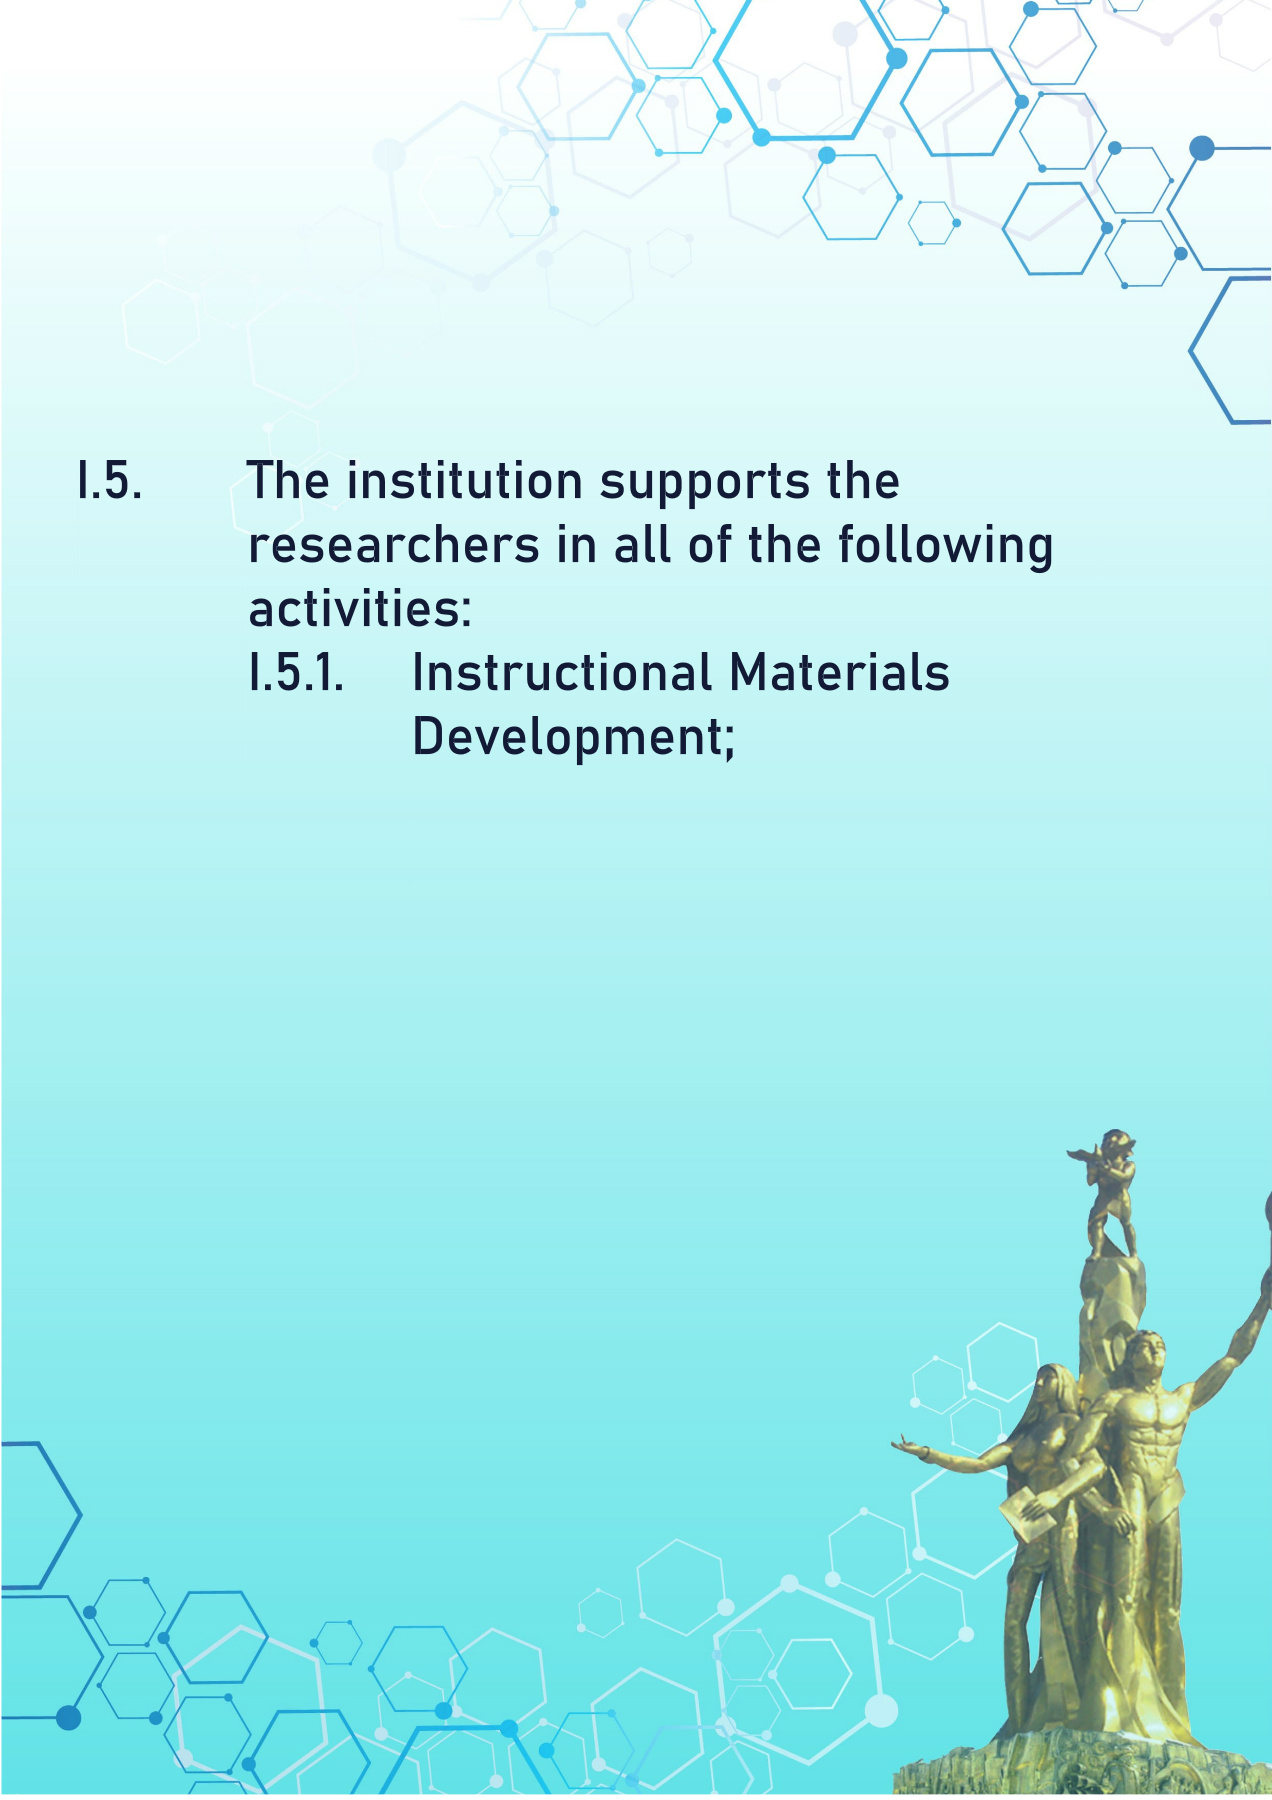 I.5. The institution supports the
researchers in all of the following
activities:
I.5.1. Instructional Materials
Development;